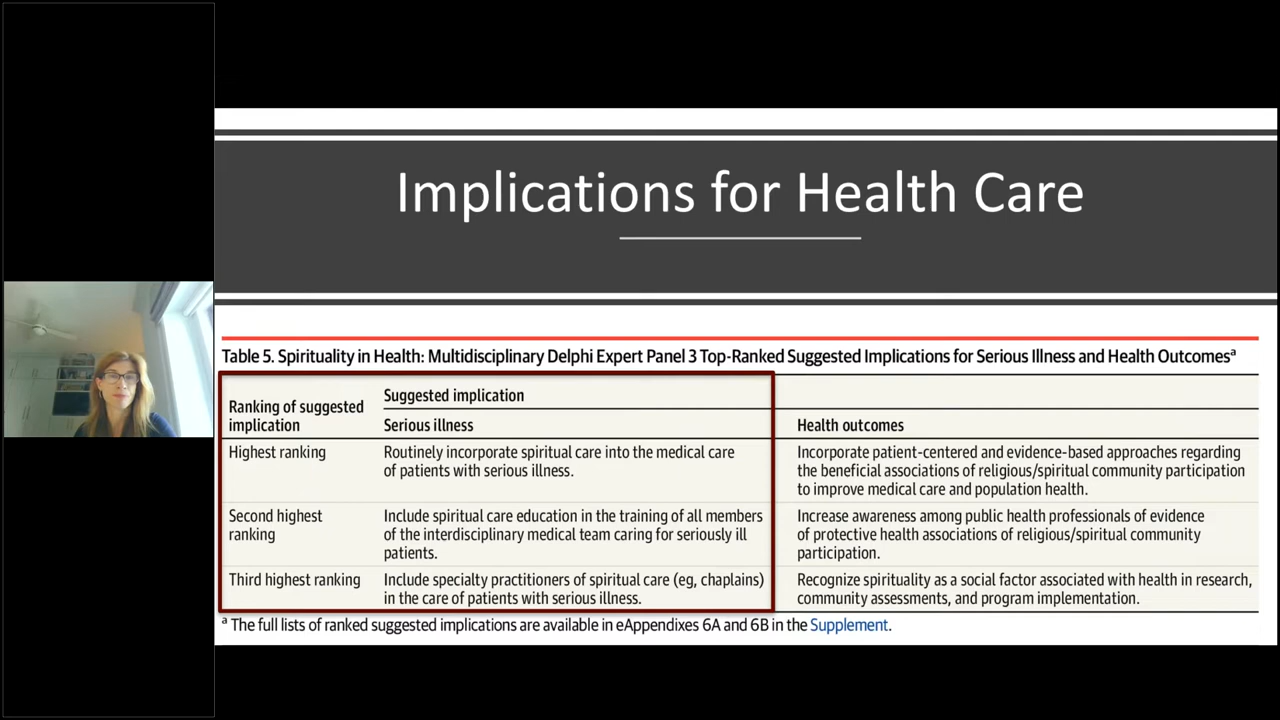 Implications for Health Care
Table 5. Spirituality in Health: Multidisciplinary Delphi Expert Panel 3 Top-Ranked Suggested Implications for Serious Illness and Health Outcomesª
Ranking of suggested
implication
Suggested implication
Serious illness
Health outcomes
Highest ranking
Routinely incorporate spiritual care into the medical care
of patients with serious illness.
Incorporate patient-centered and evidence-based approaches regarding
the beneficial associations of religious/spiritual community participation
to improve medical care and population health.
Second highest
ranking
Include spiritual care education in the training of all members
of the interdisciplinary medical team caring for seriously ill
patients.
Increase awareness among public health professionals of evidence
of protective health associations of religious/spiritual community
participation.
Third highest ranking
Include specialty practitioners of spiritual care (eg, chaplains)
in the care of patients with serious illness.
Recognize spirituality as a social factor associated with health in research,
community assessments, and program implementation.
ª The full lists of ranked suggested implications are available in eAppendixes 6A and 6B in the Supplement.